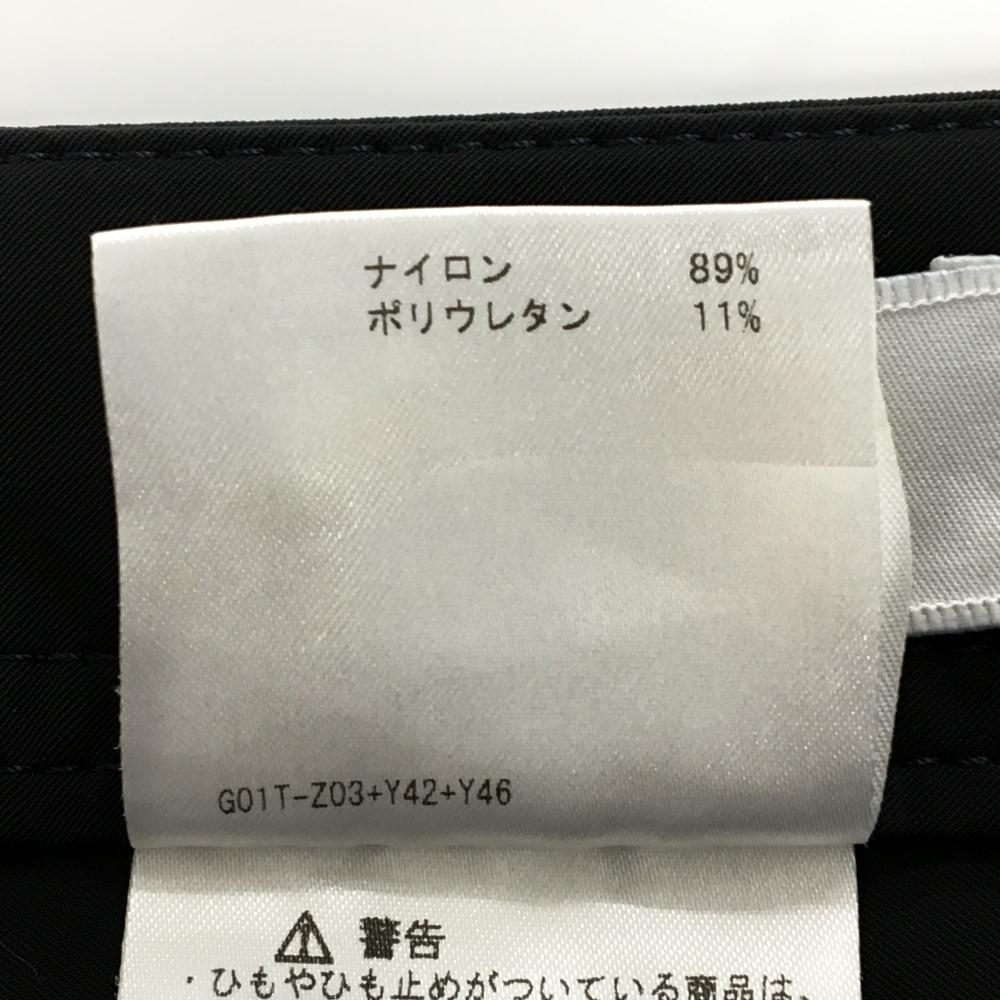 ナイロン 89%
ポリウレタン 11%
G01T-Z03+Y42+Y46
⚠ 警告
・ひもやひも止めがついている商品は、